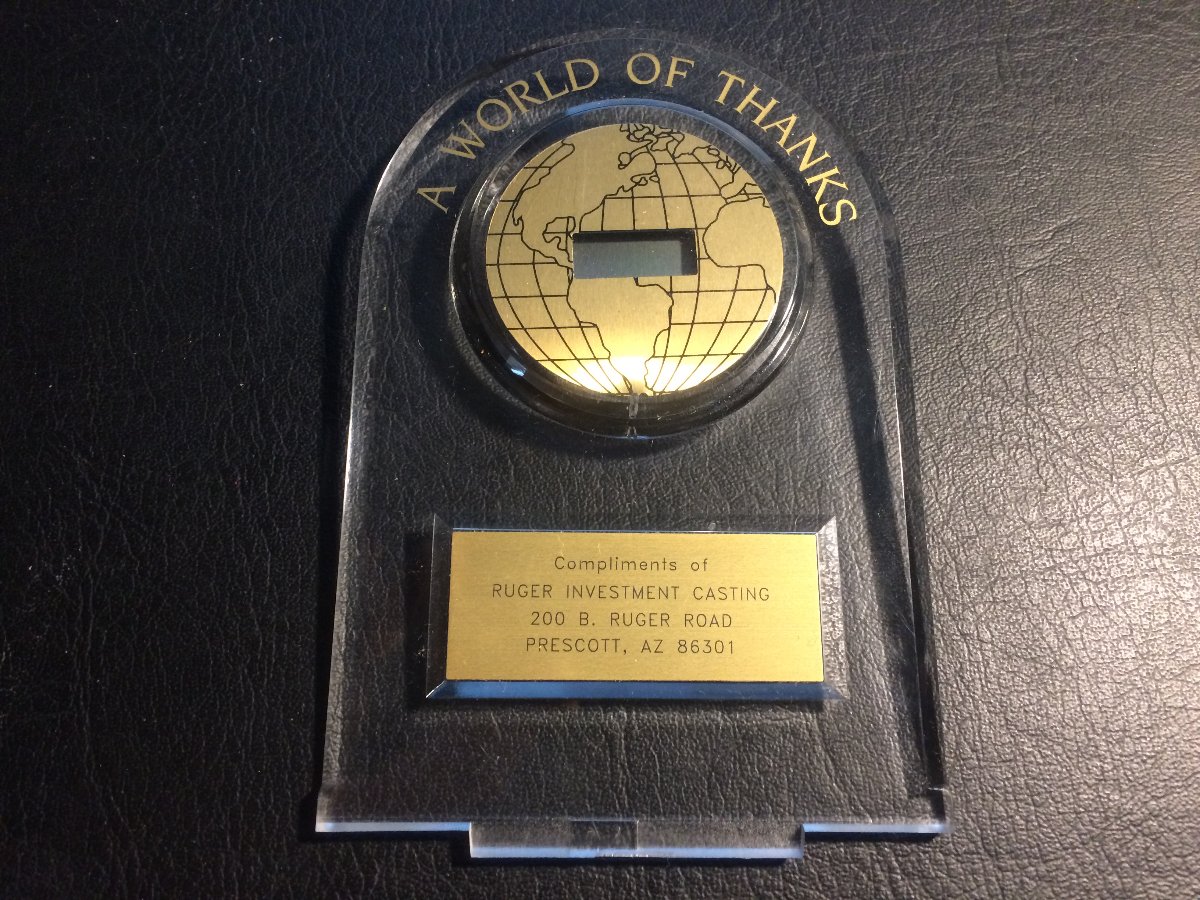 A WORLD OF THANKS
Compliments of
RUGER INVESTMENT CASTING
200 B. RUGER ROAD
PRESCOTT, AZ 86301